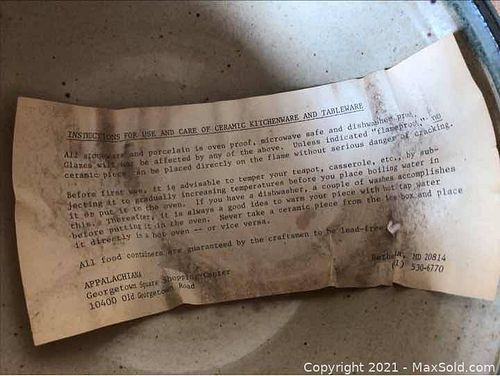 INSTRUCTIONS FOR USE AND CARE OF CERAMIC KITCHENWARE AND TABLEWARE
All stoneware and porcelain is oven proof, microwave safe and dishwasher proof.
Glazes will not be affected by any of the above. Unless indicated "flameproof," no
ceramic piece can be placed directly on the flame without serious danger of cracking.
Before first use, it is advisable to temper your teapot, casserole, etc., by sub-
jecting it to gradually increasing temperatures before you place boiling water in
it or put it in the oven. If you have a dishwasher, a couple of washes accomplishes
this. Thereafter, it is always a good idea to warm your piece with hot tap water
before putting it in the oven. Never take a ceramic piece from the ice box and place
it directly in a hot oven -- or vice versa.
All food containers are guaranteed by the craftsmen to be lead-free.
APPALACHIANA
Georgetown Square Shopping Center
10400 Old Georgetown Road
Bethesda, MD 20814
530-6770
Copyright © 2021 - MaxSold.com